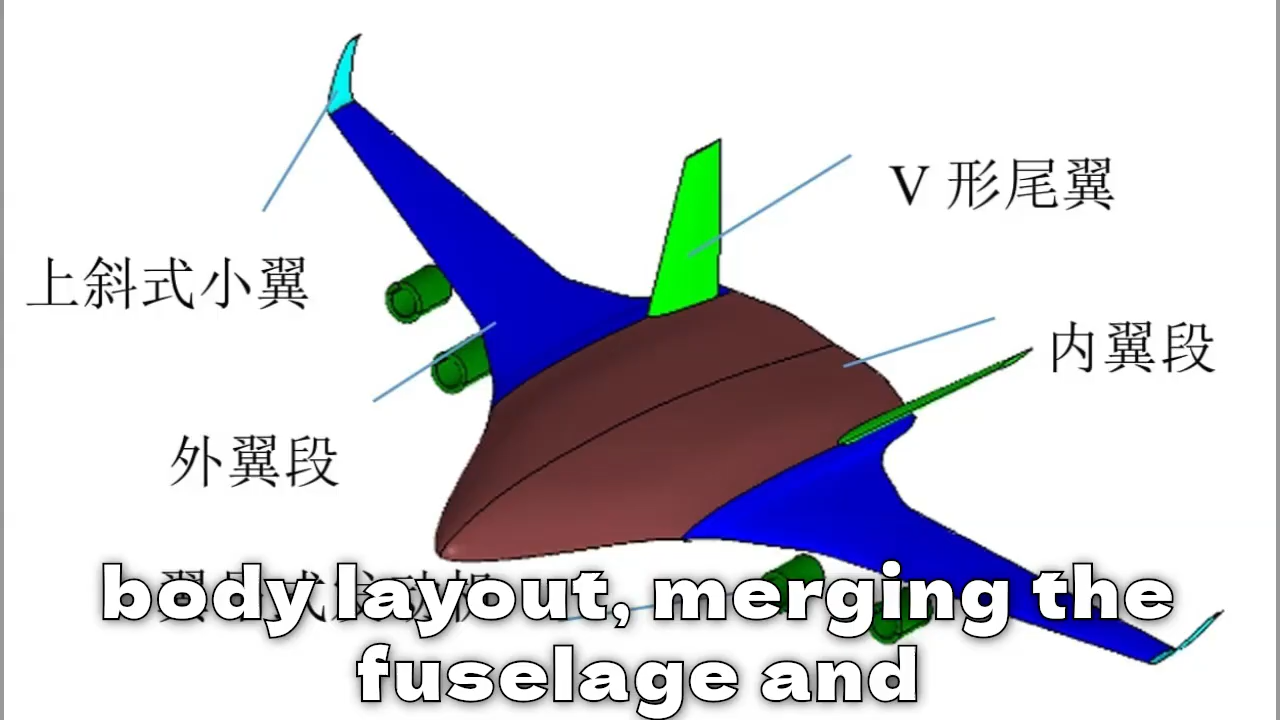 V 形尾翼
上斜式小翼
内翼段
外翼段
body layout, merging the
fuselage and